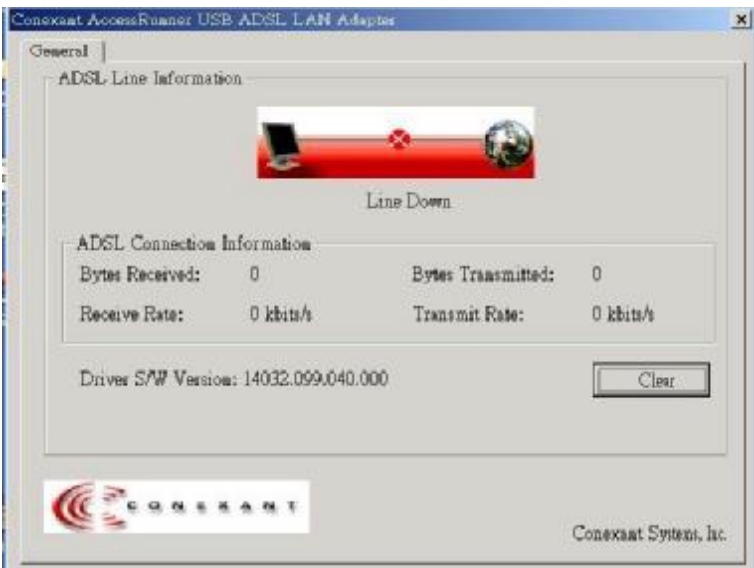 Conexant AccessRunner USB ADSL LAN Adapter
General
ADSL Line Information
Line Down
ADSL Connection Information
Bytes Received: 0 Bytes Transmitted: 0
Receive Rate: 0 kbits/s Transmit Rate: 0 kbits/s
Driver S/W Version: 14032.099.040.000
Clear
CONEXANT
Conexant Systems, Inc.